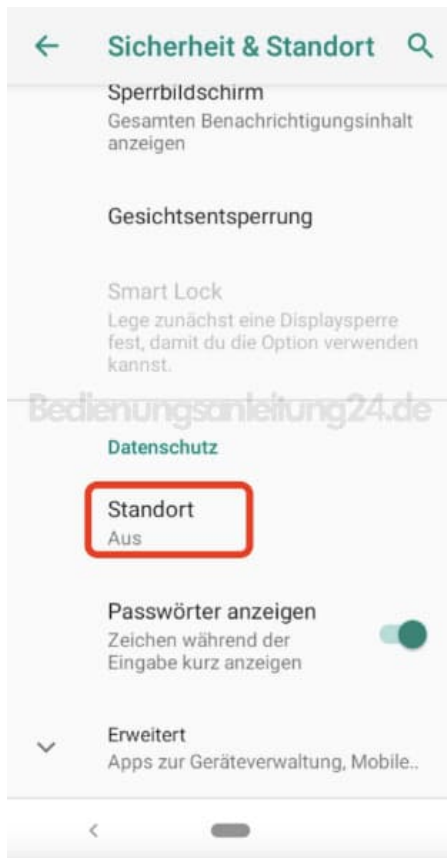 Sicherheit & Standort
Sperrbildschirm
Gesamten Benachrichtigungsinhalt
anzeigen
Gesichtsentsperrung
Smart Lock
Lege zunächst eine Displaysperre
fest, damit du die Option verwenden
kannst.
Bedienungsanleitung24.de
Datenschutz
Standort
Aus
Passwörter anzeigen
Zeichen während der
Eingabe kurz anzeigen
Erweitert
Apps zur Geräteverwaltung, Mobile..